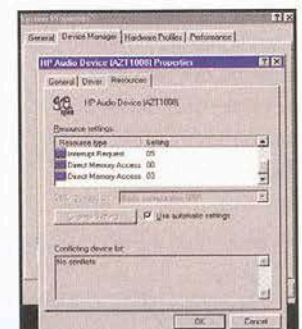 System Properties
General Device Manager Hardware Profiles Performance
HP Audio Device (AZT1008) Properties
General Driver Resources
HP Audio Device (AZT1008)
Resource settings:
Resource type Setting
Interrupt Request 05
Direct Memory Access 00
Direct Memory Access 03
Use automatic settings
Conflicting device list:
No conflicts.
OK Cancel